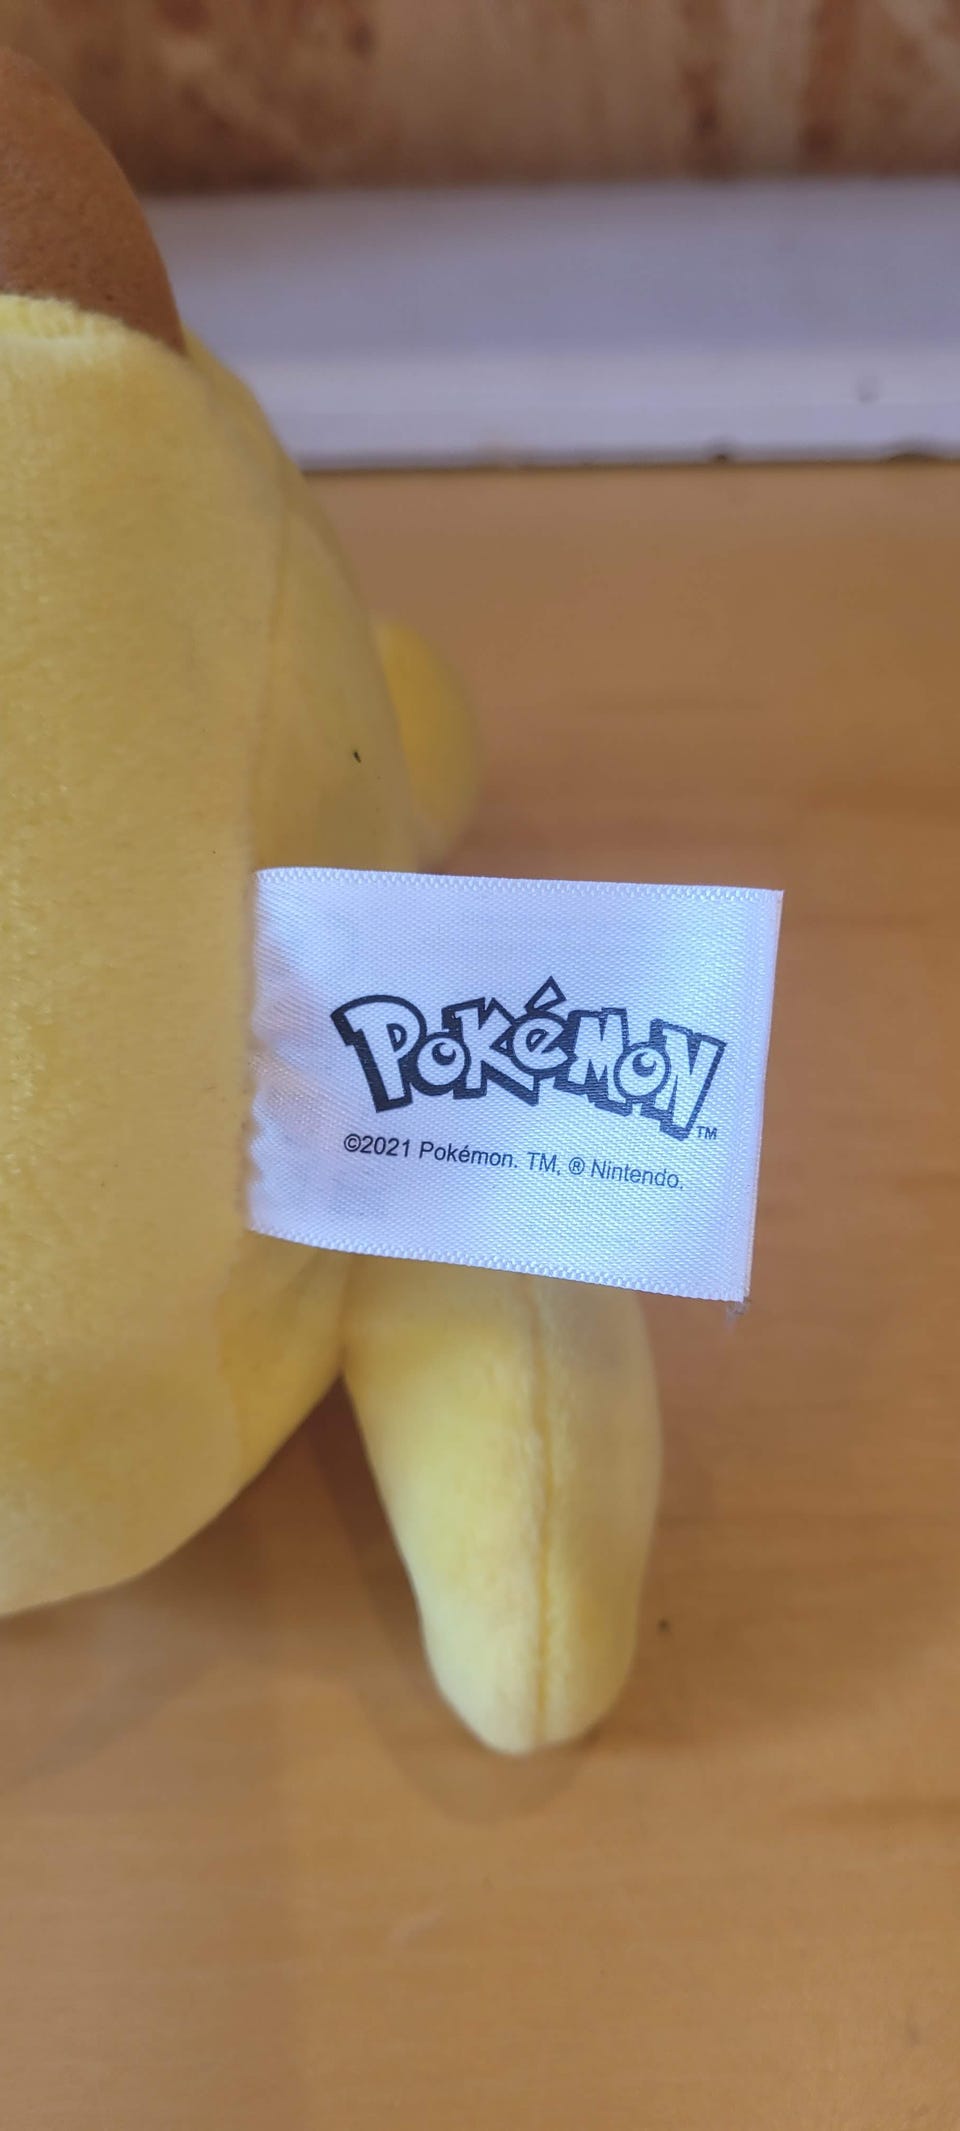 POKéMON™
©2021 Pokémon. TM, ® Nintendo.